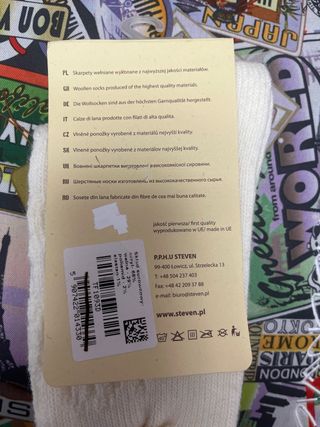 BON V
JAPAN
PL Skarpety wełniane wykonane z najwyższej jakości materiałów.
GB Woollen socks produced of the highest quality materials.
DE Die Wollsocken sind aus der höchsten Garnqualität hergestellt.
IT Calze di lana prodotte con filat di alta qualita.
CZ Vlněné ponožky vyrobené z materiálů nejvyšší kvality.
SK Vlnené ponožky vyrobené z materiálov najvyššej kvality.
UA Вовняні шкарпетки виготовлені з високоякісної сировини.
RU Шерстяные носки изготовлены из высококачественного сырья.
RO Sosete din lana fabricate din fibre de cea mai buna calitate.
jakość pierwsza/ first quality
wyprodukowano w UE/ made in UE
P.P.H.U STEVEN
99-400 Łowicz, ul. Strzelecka 13
T: +48 504 237 403
Fax: +48 42 209 37 88
e-mail: biuro@steven.pl
www.steven.pl
WORLD
from around
TOKYO
ROME
PARIS
LONDON